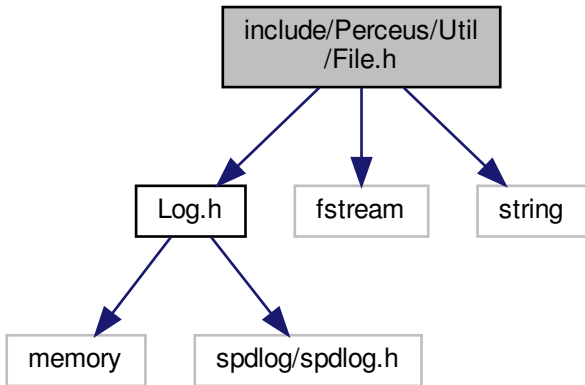 include/Perceus/Util
/File.h
Log.h
fstream
string
memory
spdlog/spdlog.h